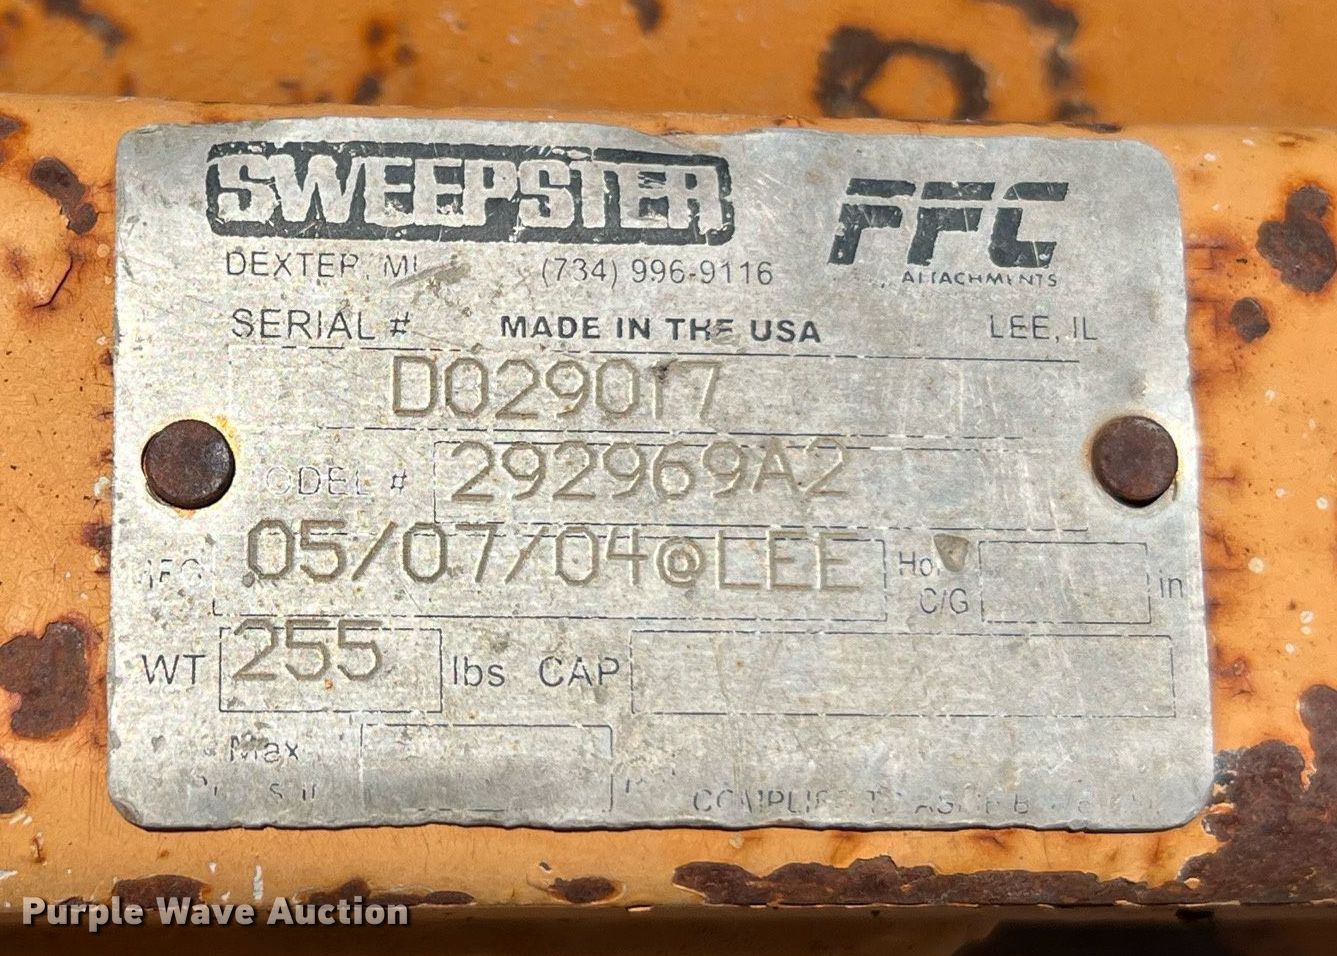 SWEEPSTER
FFC
DEXTER, MI (734) 996-9116
ATTACHMENTS
SERIAL # MADE IN THE USA LEE, IL
D029017
ODEL # 292969A2
05/07/04@LEE
C/G in
WT 255 lbs CAP
Max
Purple Wave Auction